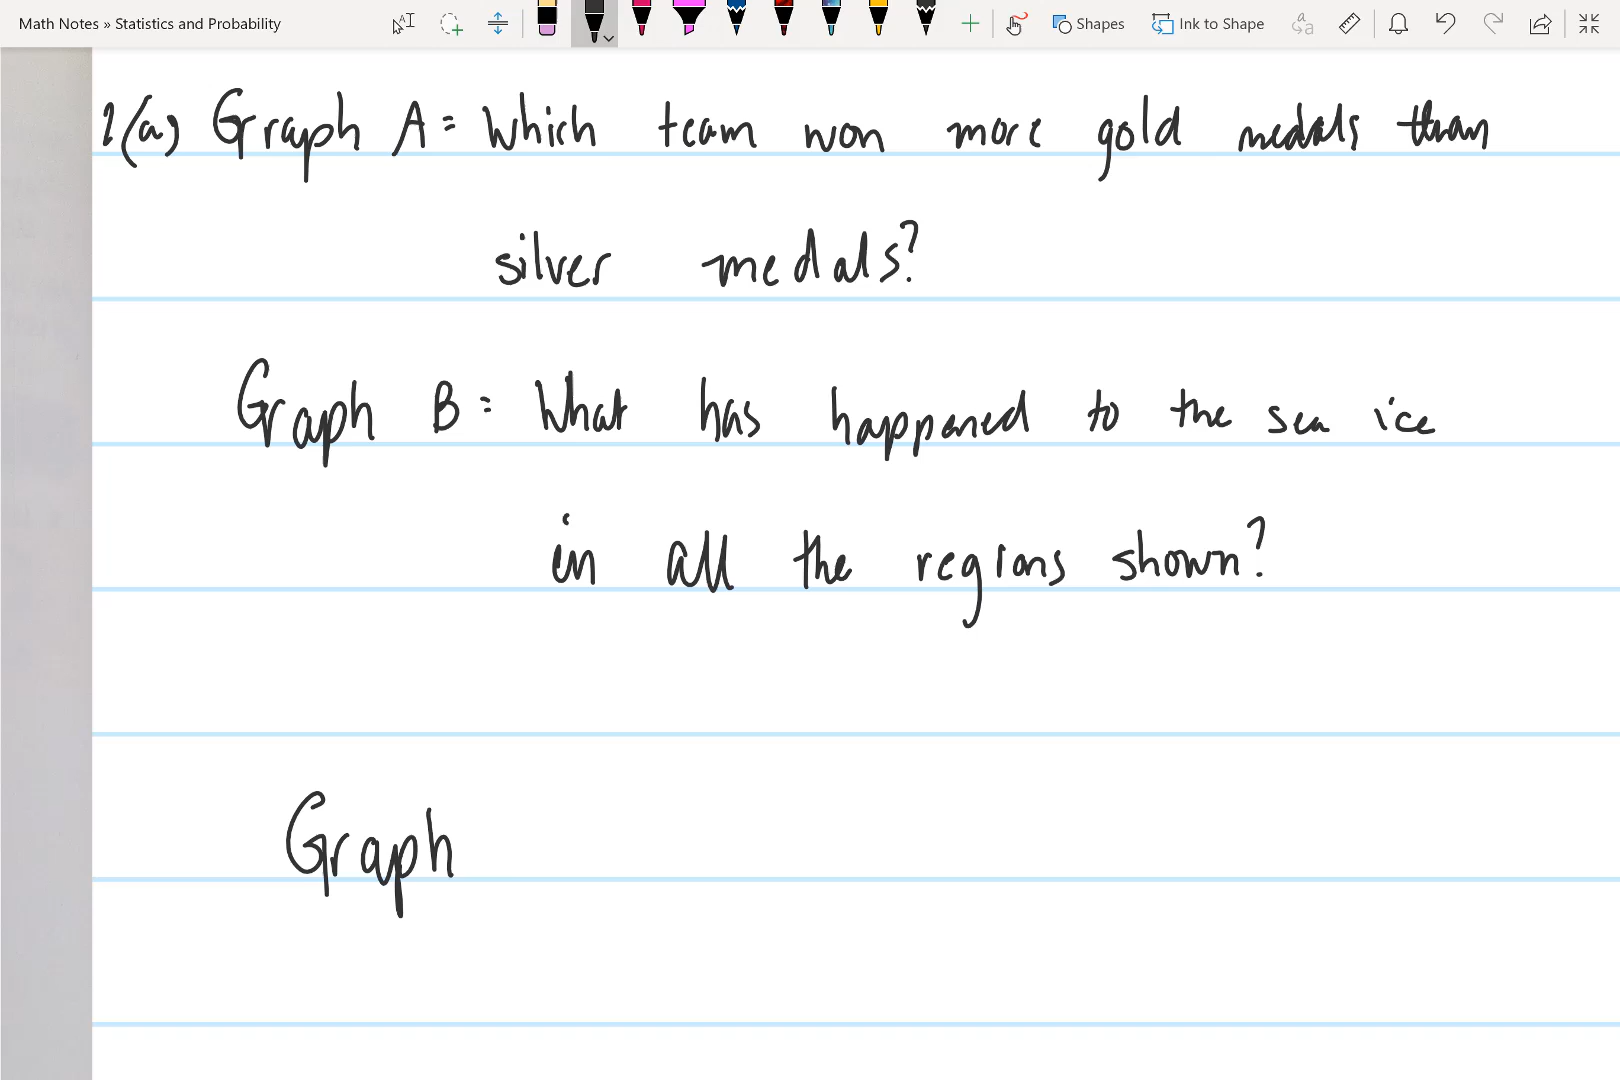 Math Notes » Statistics and Probability
Shapes
Ink to Shape
1(a) Graph A = Which team won more gold medals than
silver medals?
Graph B = What has happened to the sea ice
in all the regions shown?
Graph